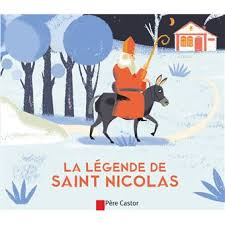 LA LÉGENDE DE
SAINT NICOLAS
Père Castor